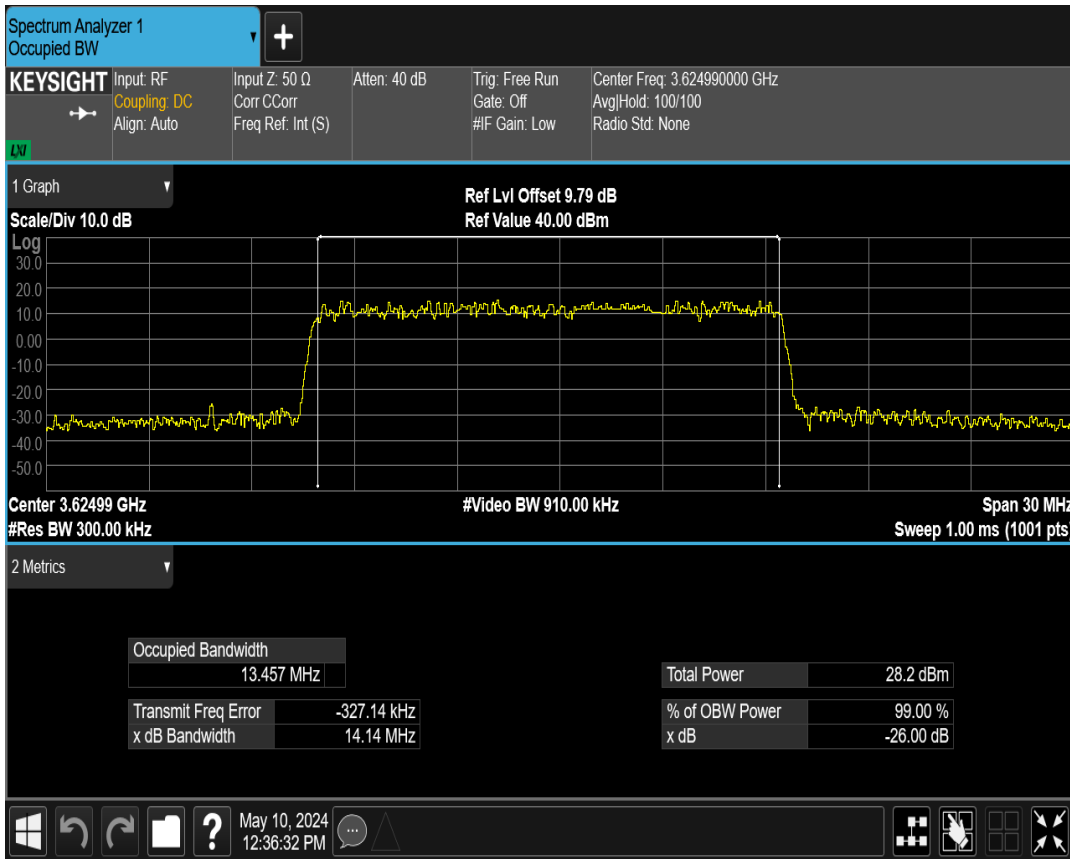 Spectrum Analyzer 1
Occupied BW
KEYSIGHT
LXI
Input: RF
Coupling: DC
Align: Auto
Input Z: 50 Ω
Corr CCorr
Freq Ref: Int (S)
Atten: 40 dB
Trig: Free Run
Gate: Off
#IF Gain: Low
Center Freq: 3.624990000 GHz
Avg|Hold: 100/100
Radio Std: None
1 Graph
Scale/Div 10.0 dB
Ref Lvl Offset 9.79 dB
Ref Value 40.00 dBm
Log
30.0
20.0
10.0
0.00
-10.0
-20.0
-30.0
-40.0
-50.0
Center 3.62499 GHz
#Video BW 910.00 kHz
Span 30 MHz
#Res BW 300.00 kHz
Sweep 1.00 ms (1001 pts)
2 Metrics
Occupied Bandwidth
13.457 MHz
Total Power 28.2 dBm
Transmit Freq Error -327.14 kHz
% of OBW Power 99.00 %
x dB Bandwidth 14.14 MHz
x dB -26.00 dB
May 10, 2024
12:36:32 PM